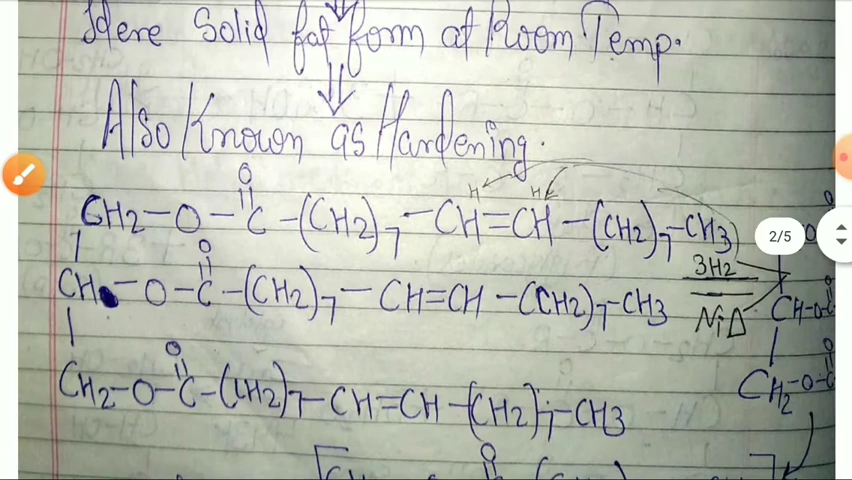 Here Solid fat form at Room Temp.
Also Known as Hardening.
O H H
CH2-O-C-(CH2)7-CH=CH-(CH2)7-CH3
2/5
O 3H2
CH-O-C-(CH2)7-CH=CH-(CH2)7-CH3
NiΔ CH-O-C
O O
CH2-O-C-(CH2)7-CH=CH-(CH2)7-CH3
CH2-O-C